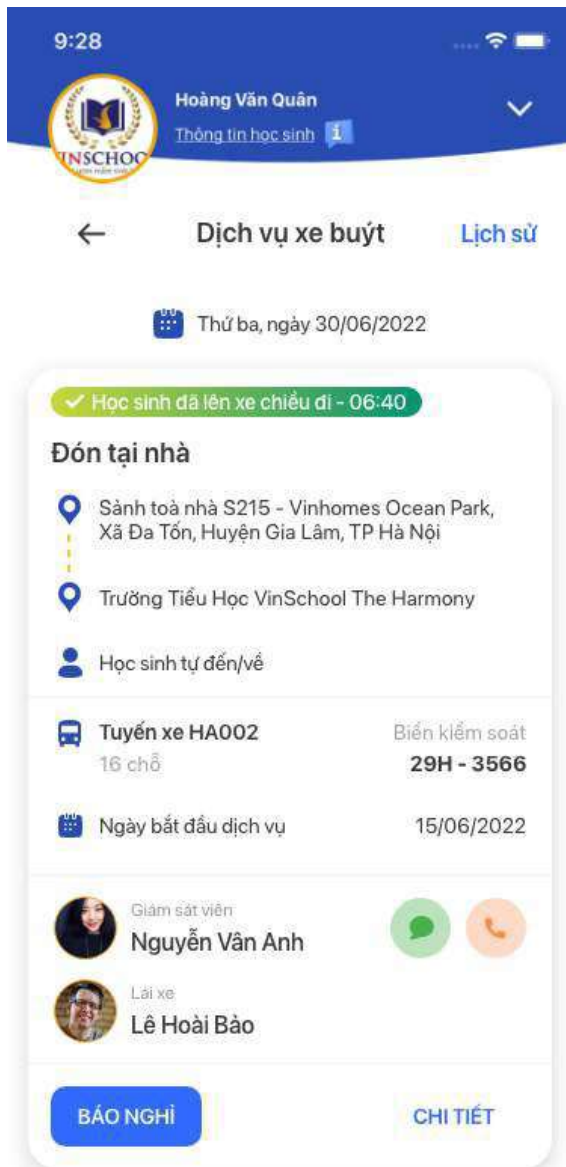 9:28
Hoàng Văn Quân
Thông tin học sinh
VINSCHOOL
Dịch vụ xe buýt
Lịch sử
Thứ ba, ngày 30/06/2022
Học sinh đã lên xe chiều đi - 06:40
Đón tại nhà
Sảnh toà nhà S215 - Vinhomes Ocean Park,
Xã Đa Tốn, Huyện Gia Lâm, TP Hà Nội
Trường Tiểu Học VinSchool The Harmony
Học sinh tự đến/về
Tuyến xe HA002
Biển kiểm soát
16 chỗ
29H - 3566
Ngày bắt đầu dịch vụ
15/06/2022
Giám sát viên
Nguyễn Vân Anh
Lái xe
Lê Hoài Bảo
BÁO NGHỈ
CHI TIẾT